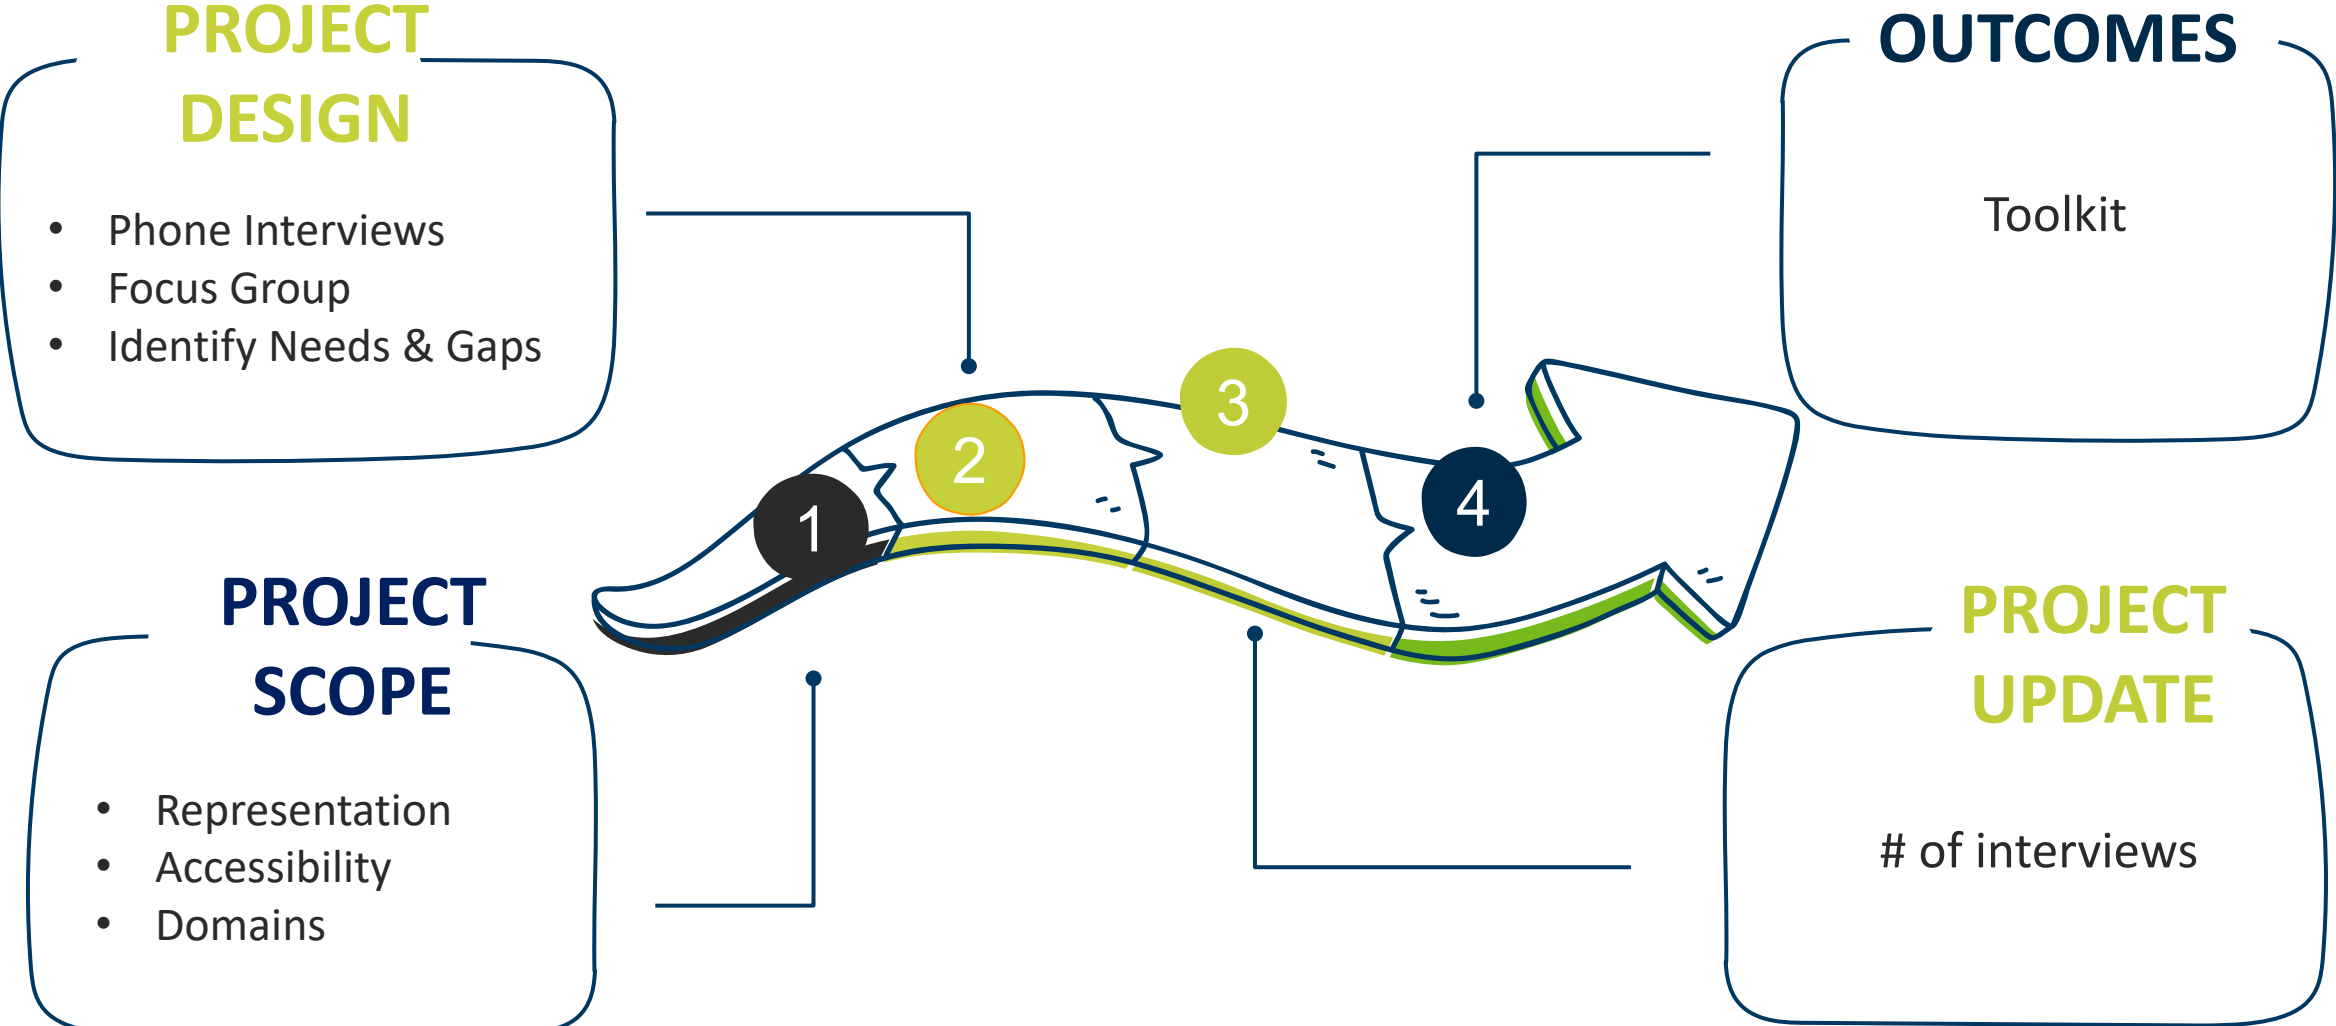 PROJECT
DESIGN
• Phone Interviews
• Focus Group
• Identify Needs & Gaps
OUTCOMES
Toolkit
1
2
3
4
PROJECT
SCOPE
• Representation
• Accessibility
• Domains
PROJECT
UPDATE
# of interviews